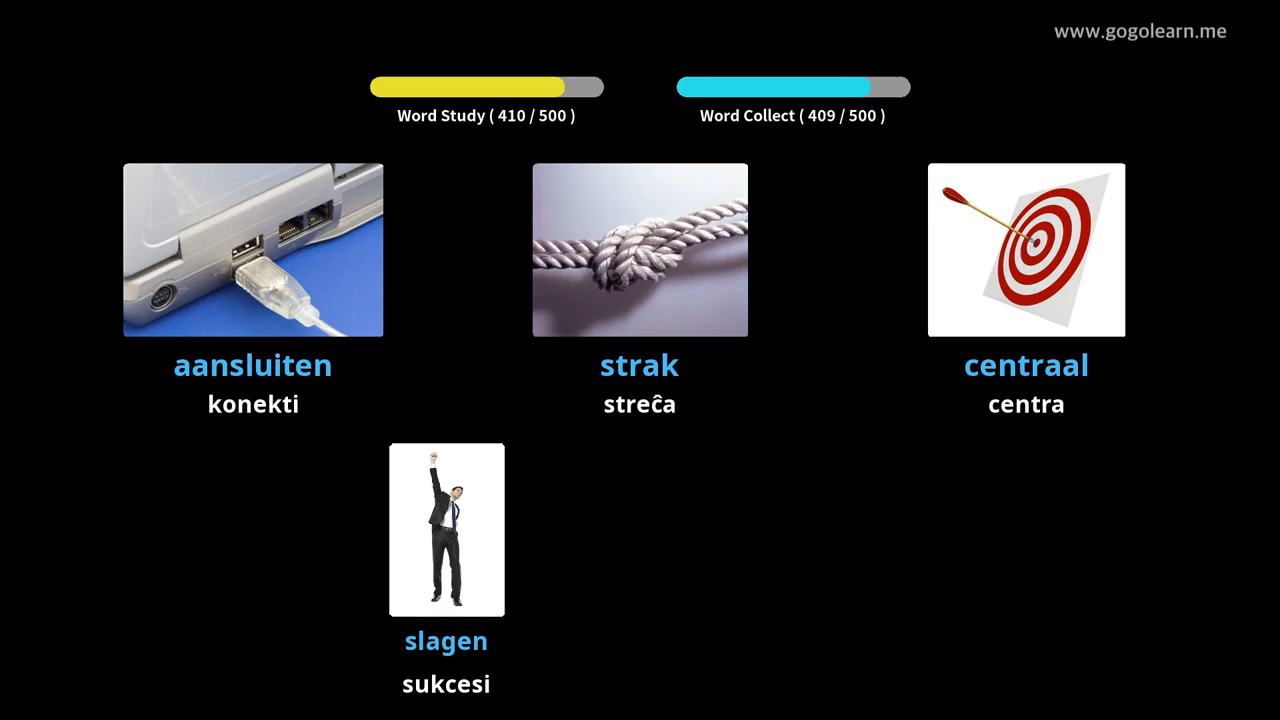 www.gogolearn.me
Word Study ( 410 / 500 )
Word Collect ( 409 / 500 )
aansluiten
konekti
strak
streĉa
centraal
centra
slagen
sukcesi